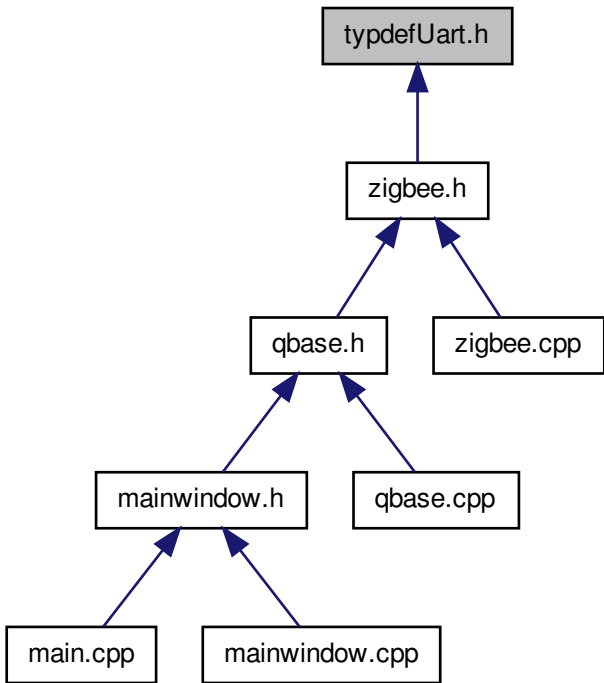 typdefUart.h
zigbee.h
qbase.h
zigbee.cpp
mainwindow.h
qbase.cpp
main.cpp
mainwindow.cpp